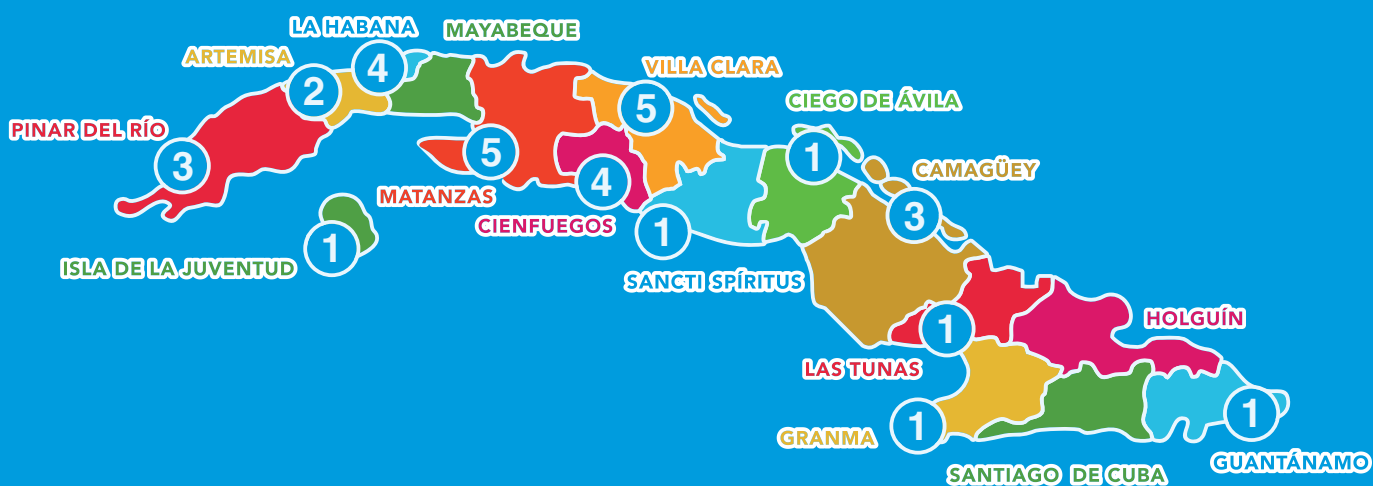 LA HABANA
MAYABEQUE
ARTEMISA
4
VILLA CLARA
2
5
CIEGO DE ÁVILA
PINAR DEL RÍO
3
5
1
CAMAGÜEY
MATANZAS
4
3
CIENFUEGOS
1
1
ISLA DE LA JUVENTUD
SANCTI SPÍRITUS
HOLGUÍN
1
LAS TUNAS
1
1
GRANMA
GUANTÁNAMO
SANTIAGO DE CUBA